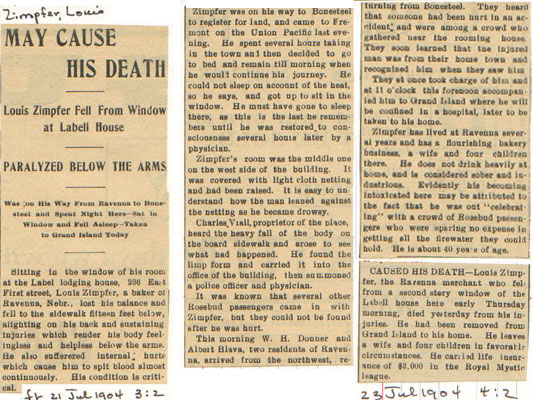 Zimpfer, Louis
MAY CAUSE
HIS DEATH
Louis Zimpfer Fell From Window
at Labell House
PARALYZED BELOW THE ARMS
Was on His Way From Ravenna to Bone-
steel and Spent Night Here—Sat in
Window and Fell Asleep—Taken
to Grand Island Today
Sitting in the window of his room
at the Label lodging house, 236 East
First street, Louis Zimpfer, a baker of
Ravenna, Nebr., lost his balance and
fell to the sidewalk fifteen feet below,
alighting on his back and sustaining
injuries which render his body feel-
ingless and helpless below the arms.
He also suffered internal hurts
which cause him to spit blood almost
continuously. His condition is criti-
cal.
ft 21 Jul 1904 3:2
Zimpfer was on his way to Bonesteel
to register for land, and came to Fre-
mont on the Union Pacific last eve-
ning. He spent several hours taking
in the town and then decided to go
to bed and remain till morning when
he would continue his journey. He
could not sleep on account of the heat,
so he says, and got up to sit in the
window. He must have gone to sleep
there, as this is the last he remem-
bers until he was restored to con-
sciousness several hours later by a
physician.
Zimpfer's room was the middle one
on the west side of the building. It
was covered with light cloth netting
and had been raised. It is easy to un-
derstand how the man leaned against
the netting as he became drowsy.
Charles Viall, proprietor of the place,
heard the heavy fall of the body on
the board sidewalk and arose to see
what had happened. He found the
limp form and carried it into the
office of the building, then summoned
a police officer and physician.
It was known that several other
Rosebud passengers came in with
Zimpfer, but they could not be found
after he was hurt.
This morning W. H. Donner and
Albert Hlava, two residents of Raven-
na, arrived from the northwest, re-
turning from Bonesteel. They heard
that someone had been hurt in an ac-
cident, and were among a crowd who
gathered near the rooming house.
They soon learned that the injured
man was from their home town and
recognized him when they saw him
They at once took charge of him and
at 11 o'clock this forenoon accompan-
ied him to Grand Island where he will
be confined in a hospital, later to be
taken to his home.
Zimpfer has lived at Ravenna sever-
al years and has a flourishing bakery
business, a wife and four children
there. He does not drink heavily at
home, and is considered sober and in-
dustrious. Evidently his becoming
intoxicated here may be attributed to
the fact that he was out "celebrat-
ing" with a crowd of Rosebud passen-
gers who were sparing no expense in
getting all the firewater they could
hold. He is about 40 years of age.
CAUSED HIS DEATH—Louis Zimp-
fer, the Ravenna merchant who fel-
from a second story window of the
Labell house here early Thursday
morning, died yesterday from his in-
juries. He had been removed from
Grand Island to his home. He leaves
a wife and four children in favorable
circumstances. He carried life insur-
ance of $2,000 in the Royal Mystic
league.
23 Jul 1904 4:2